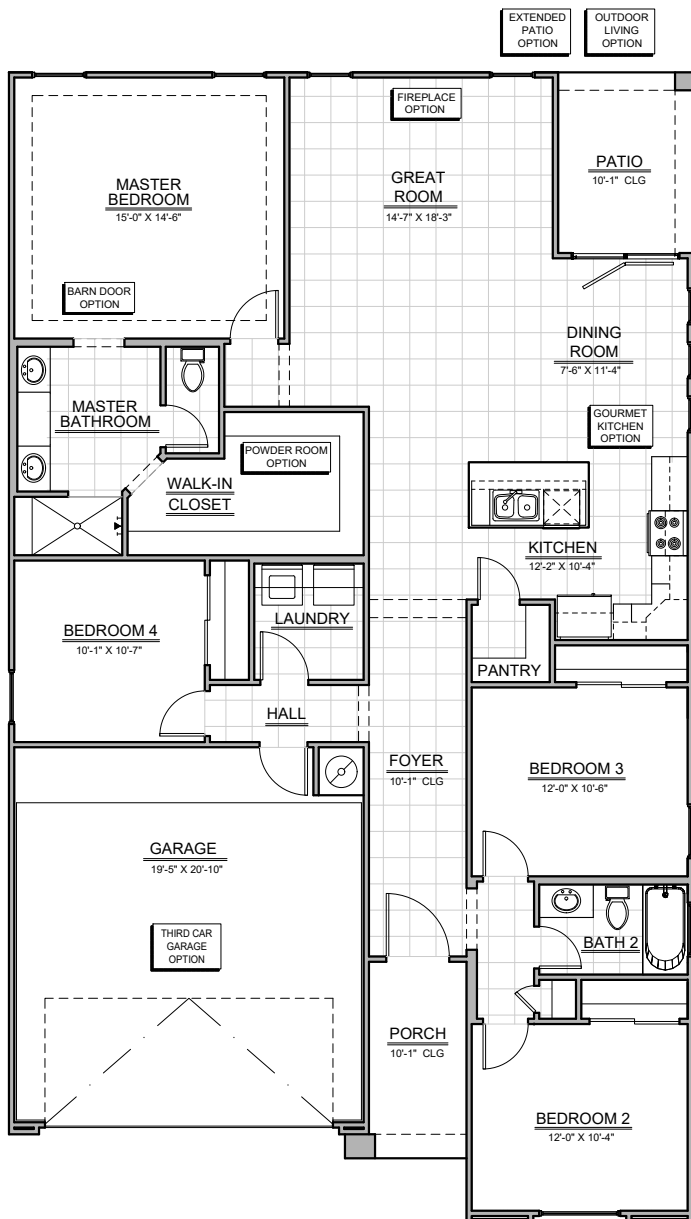 EXTENDED
PATIO
OPTION
OUTDOOR
LIVING
OPTION
FIREPLACE
OPTION
PATIO
10'-1" CLG
MASTER
BEDROOM
15'-0" X 14'-6"
GREAT
ROOM
14'-7" X 18'-3"
BARN DOOR
OPTION
DINING
ROOM
7'-6" X 11'-4"
MASTER
BATHROOM
GOURMET
KITCHEN
OPTION
POWDER ROOM
OPTION
WALK-IN
CLOSET
KITCHEN
12'-2" X 10'-4"
LAUNDRY
BEDROOM 4
10'-1" X 10'-7"
PANTRY
HALL
FOYER
10'-1" CLG
BEDROOM 3
12'-0" X 10'-6"
GARAGE
19'-5" X 20'-10"
THIRD CAR
GARAGE
OPTION
BATH 2
PORCH
10'-1" CLG
BEDROOM 2
12'-0" X 10'-4"